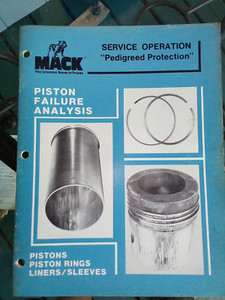 MACK
The Greatest Name in Trucks
SERVICE OPERATION
"Pedigreed Protection"
PISTON
FAILURE
ANALYSIS
PISTONS
PISTON RINGS
LINERS/SLEEVES